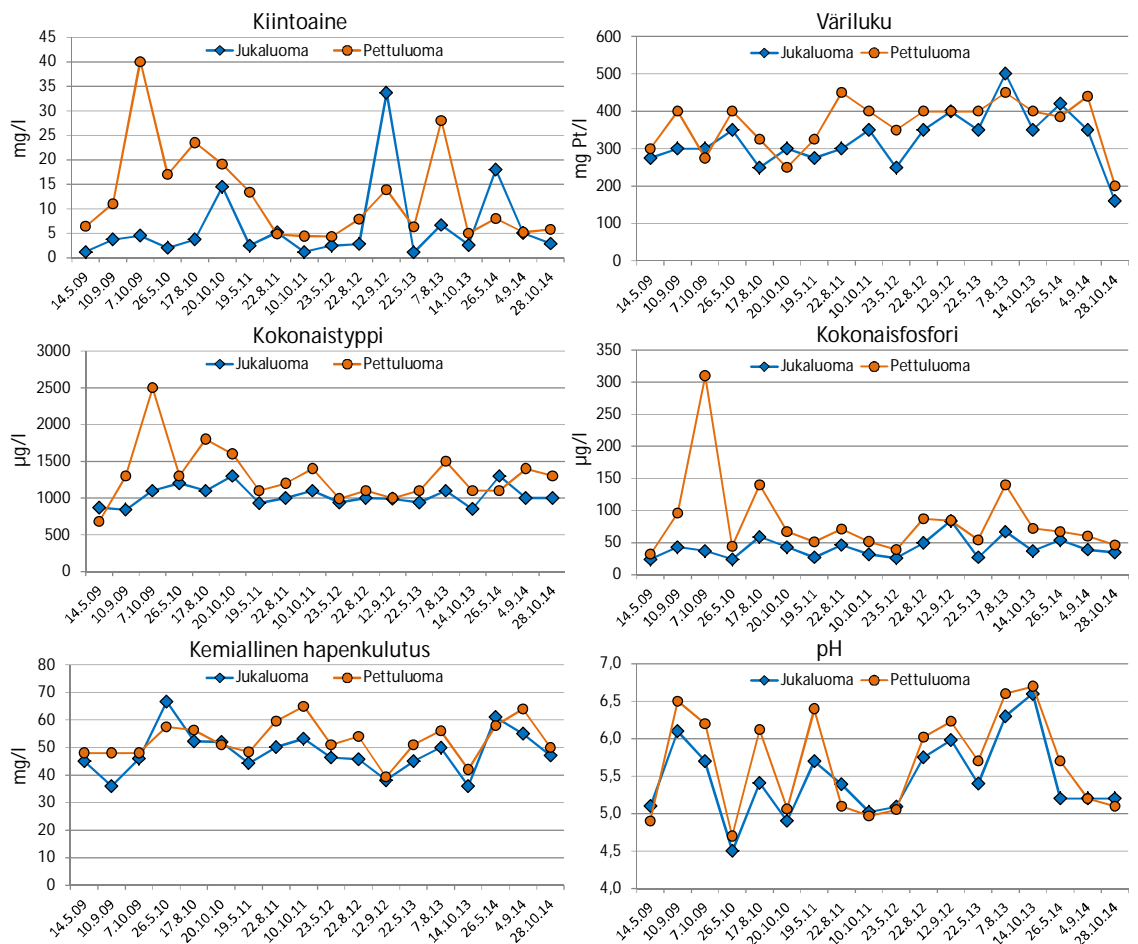 Kiintoaine
Jukaluoma Pettuluoma
mg/l
45
40
35
30
25
20
15
10
5
0
14.5.09 10.9.09 7.10.09 26.5.10 17.8.10 20.10.10 19.5.11 22.8.11 10.10.11 23.5.12 22.8.12 12.9.12 22.5.13 7.8.13 14.10.13 26.5.14 4.9.14 28.10.14
Väriluku
Jukaluoma Pettuluoma
mg Pt/l
600
500
400
300
200
100
0
14.5.09 10.9.09 7.10.09 26.5.10 17.8.10 20.10.10 19.5.11 22.8.11 10.10.11 23.5.12 22.8.12 12.9.12 22.5.13 7.8.13 14.10.13 26.5.14 4.9.14 28.10.14
Kokonaistyppi
Jukaluoma Pettuluoma
µg/l
3000
2500
2000
1500
1000
500
0
14.5.09 10.9.09 7.10.09 26.5.10 17.8.10 20.10.10 19.5.11 22.8.11 10.10.11 23.5.12 22.8.12 12.9.12 22.5.13 7.8.13 14.10.13 26.5.14 4.9.14 28.10.14
Kokonaisfosfori
Jukaluoma Pettuluoma
µg/l
350
300
250
200
150
100
50
0
14.5.09 10.9.09 7.10.09 26.5.10 17.8.10 20.10.10 19.5.11 22.8.11 10.10.11 23.5.12 22.8.12 12.9.12 22.5.13 7.8.13 14.10.13 26.5.14 4.9.14 28.10.14
Kemiallinen hapenkulutus
Jukaluoma Pettuluoma
mg/l
80
70
60
50
40
30
20
10
0
14.5.09 10.9.09 7.10.09 26.5.10 17.8.10 20.10.10 19.5.11 22.8.11 10.10.11 23.5.12 22.8.12 12.9.12 22.5.13 7.8.13 14.10.13 26.5.14 4.9.14 28.10.14
pH
Jukaluoma Pettuluoma
7,0
6,5
6,0
5,5
5,0
4,5
4,0
14.5.09 10.9.09 7.10.09 26.5.10 17.8.10 20.10.10 19.5.11 22.8.11 10.10.11 23.5.12 22.8.12 12.9.12 22.5.13 7.8.13 14.10.13 26.5.14 4.9.14 28.10.14